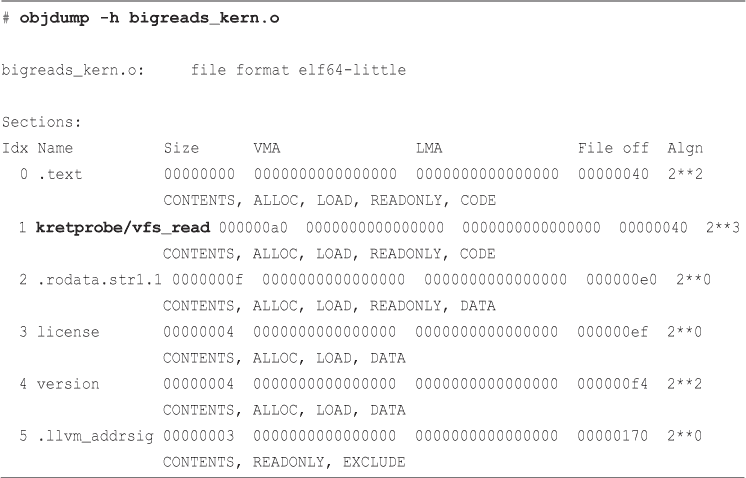 # objdump -h bigreads_kern.o
bigreads_kern.o:     file format elf64-little
Sections:
Idx Name          Size      VMA               LMA               File off  Algn
  0 .text         00000000  0000000000000000  0000000000000000  00000040  2**2
                  CONTENTS, ALLOC, LOAD, READONLY, CODE
  1 kretprobe/vfs_read 000000a0  0000000000000000  0000000000000000  00000040  2**3
                  CONTENTS, ALLOC, LOAD, READONLY, CODE
  2 .rodata.str1.1 0000000f  0000000000000000  0000000000000000  000000e0  2**0
                  CONTENTS, ALLOC, LOAD, READONLY, DATA
  3 license       00000004  0000000000000000  0000000000000000  000000ef  2**0
                  CONTENTS, ALLOC, LOAD, DATA
  4 version       00000004  0000000000000000  0000000000000000  000000f4  2**2
                  CONTENTS, ALLOC, LOAD, DATA
  5 .llvm_addrsig 00000003  0000000000000000  0000000000000000  00000170  2**0
                  CONTENTS, READONLY, EXCLUDE